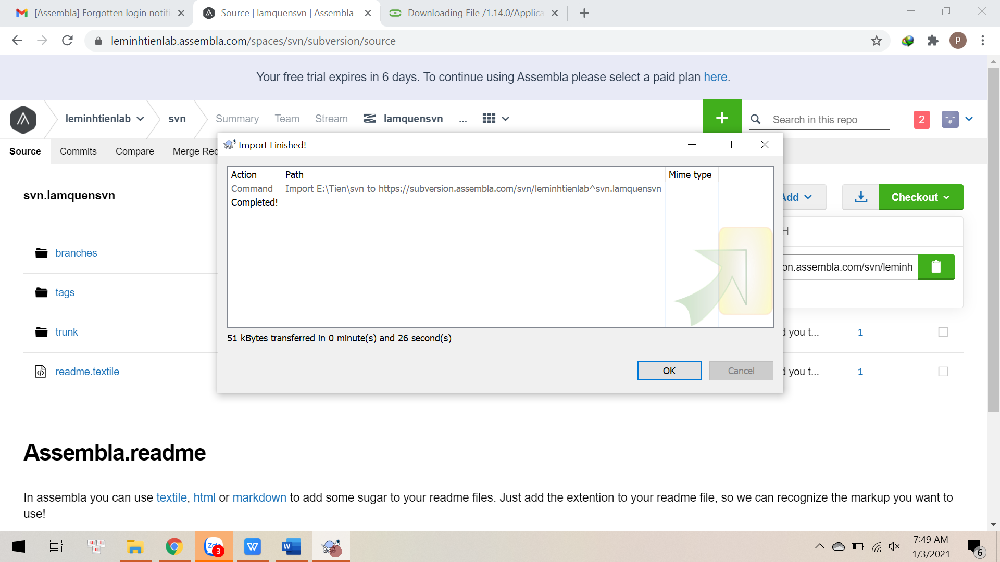 [Assembla] Forgotten login notifi
Source | lamquensvn | Assembla
Downloading File /1.14.0/Applica
leminhtienlab.assembla.com/spaces/svn/subversion/source
p
Your free trial expires in 6 days. To continue using Assembla please select a paid plan here.
leminhtienlab
svn
Summary
Team
Stream
lamquensvn
...
Search in this repo
2
Source
Commits
Compare
Merge Req
Import Finished!
Action
Path
Mime type
Command
Import E:\Tien\svn to https://subversion.assembla.com/svn/leminhtienlab^svn.lamquensvn
Completed!
51 kBytes transferred in 0 minute(s) and 26 second(s)
OK
Cancel
svn.lamquensvn
Add
Checkout
H
on.assembla.com/svn/leminh
branches
tags
trunk
d you t...
1
readme.textile
d you t...
1
Assembla.readme
In assembla you can use textile, html or markdown to add some sugar to your readme files. Just add the extention to your readme file, so we can recognize the markup you want to
use!
3
7:49 AM
1/3/2021
6